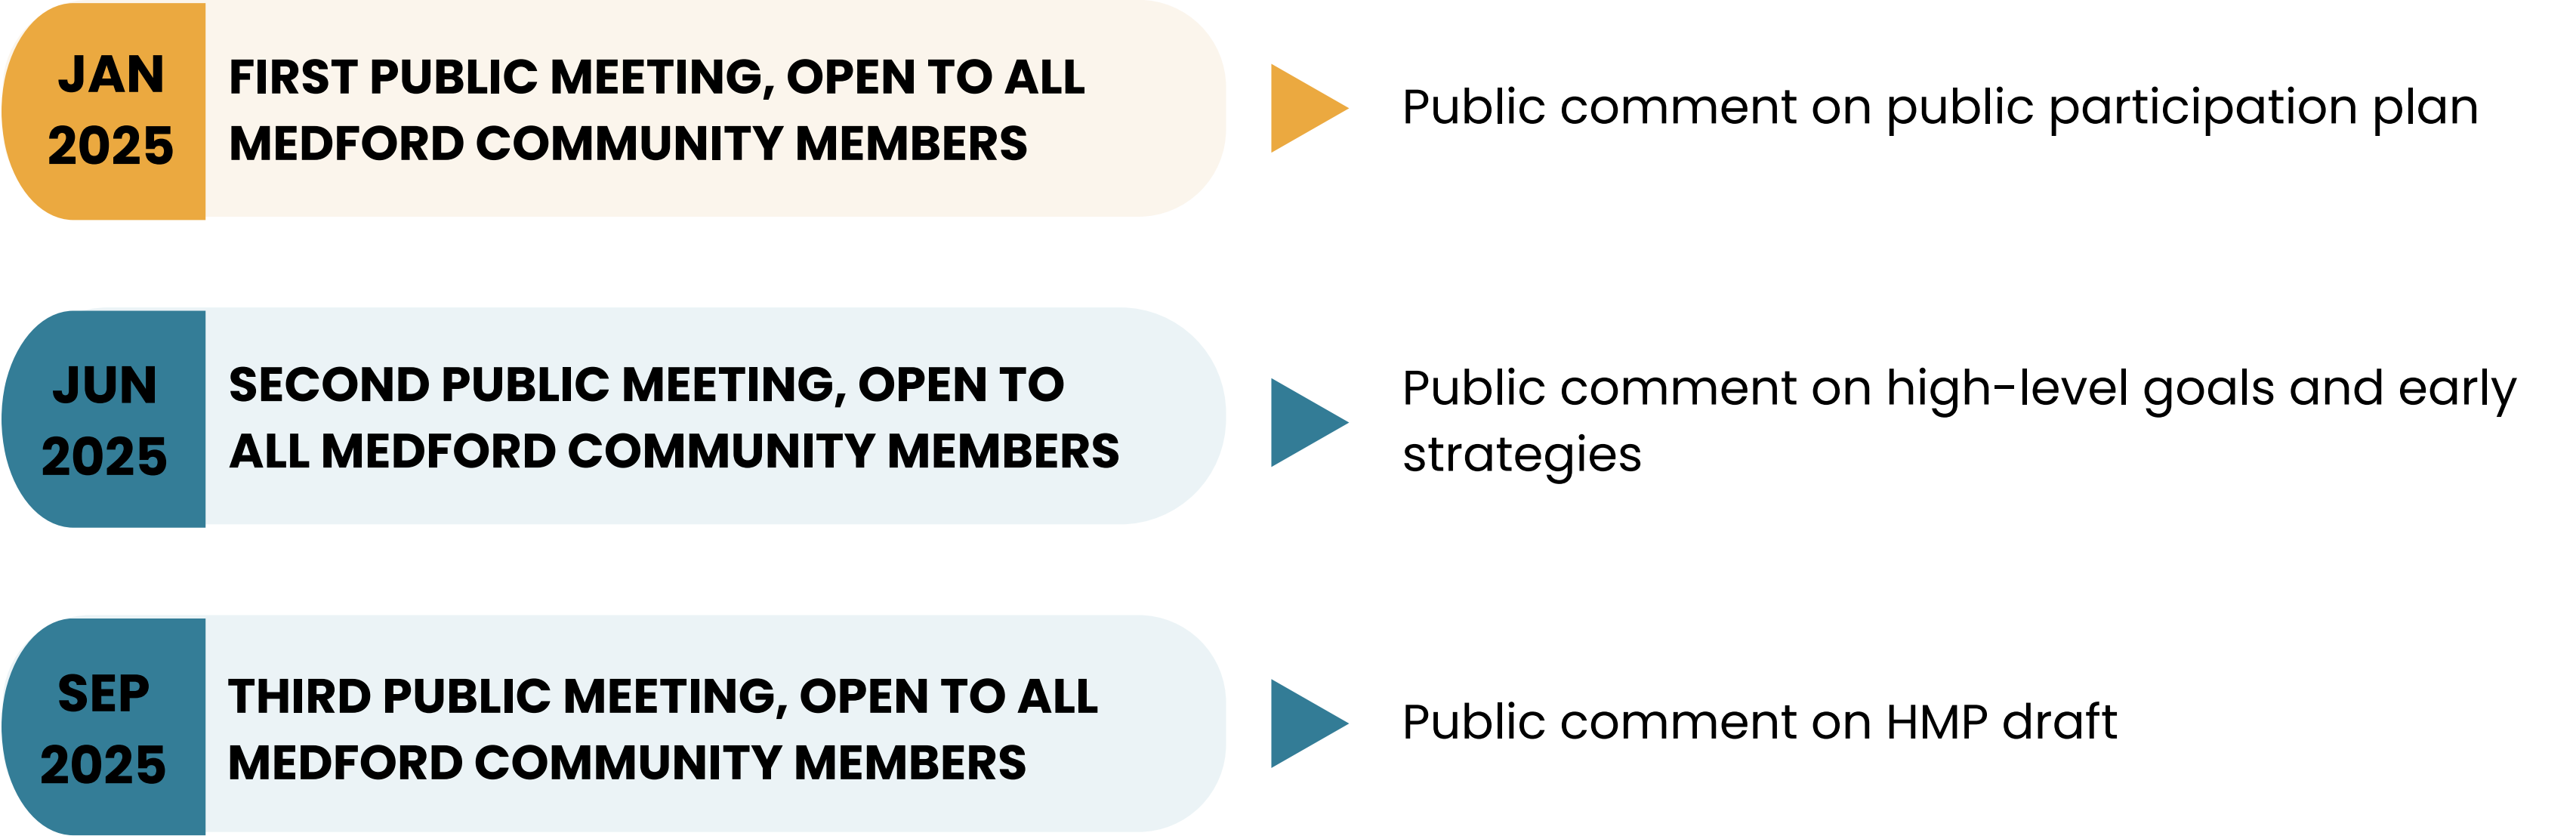 JAN
2025
FIRST PUBLIC MEETING, OPEN TO ALL
MEDFORD COMMUNITY MEMBERS
Public comment on public participation plan
JUN
2025
SECOND PUBLIC MEETING, OPEN TO
ALL MEDFORD COMMUNITY MEMBERS
Public comment on high-level goals and early
strategies
SEP
2025
THIRD PUBLIC MEETING, OPEN TO ALL
MEDFORD COMMUNITY MEMBERS
Public comment on HMP draft